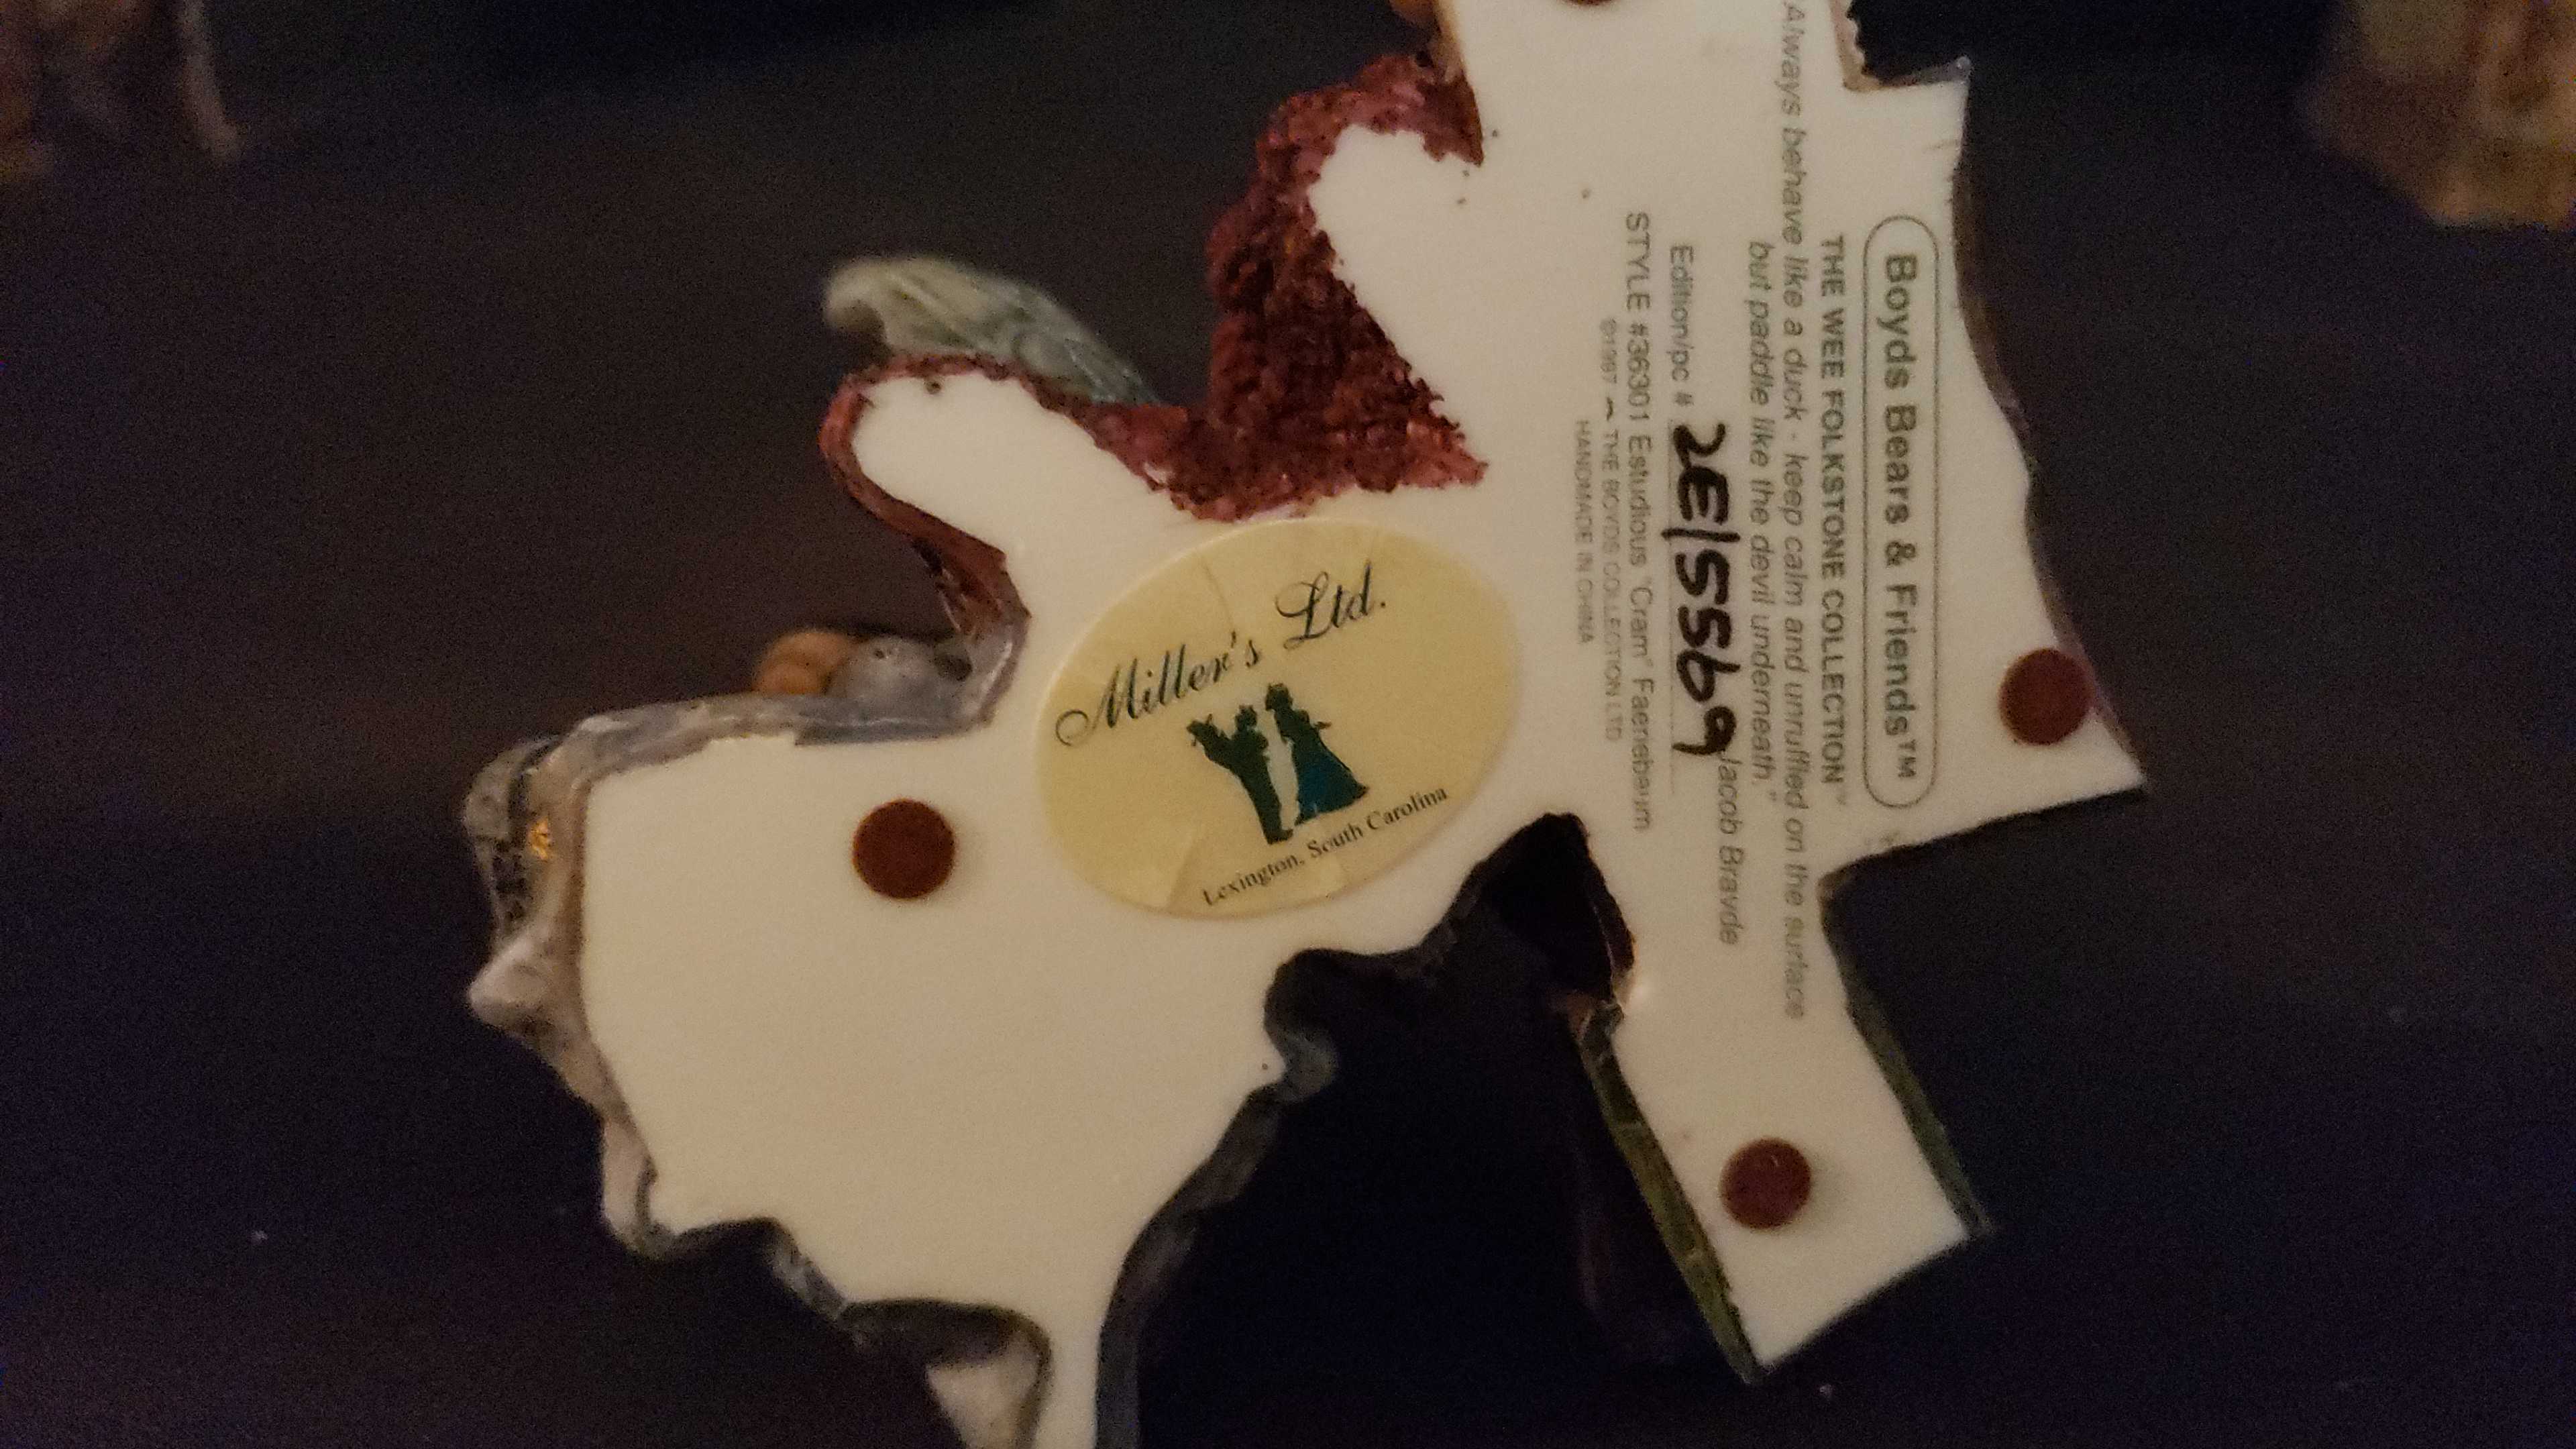 Boyds Bears & Friends™
THE WEE FOLKSTONE COLLECTION™
Always behave like a duck - keep calm and unruffled on the surface
but paddle like the devil underneath."
Jacob Bravde
Edition/pc # 2E/5569
STYLE #36301 Estudious "Cram" Faenebaum
©1997 THE BOYDS COLLECTION LTD
HANDMADE IN CHINA
Miller's Ltd.
Lexington, South Carolina